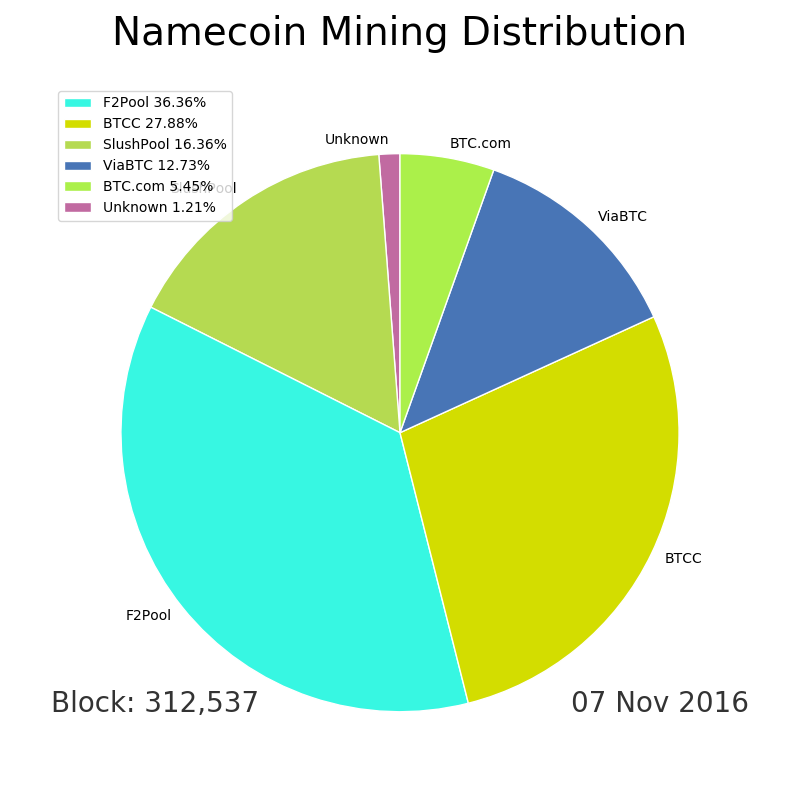 Namecoin Mining Distribution
F2Pool 36.36%
BTCC 27.88%
SlushPool 16.36%
ViaBTC 12.73%
BTC.com 5.45%
Unknown 1.21%
Unknown
BTC.com
SlushPool
ViaBTC
BTCC
F2Pool
Block: 312,537
07 Nov 2016